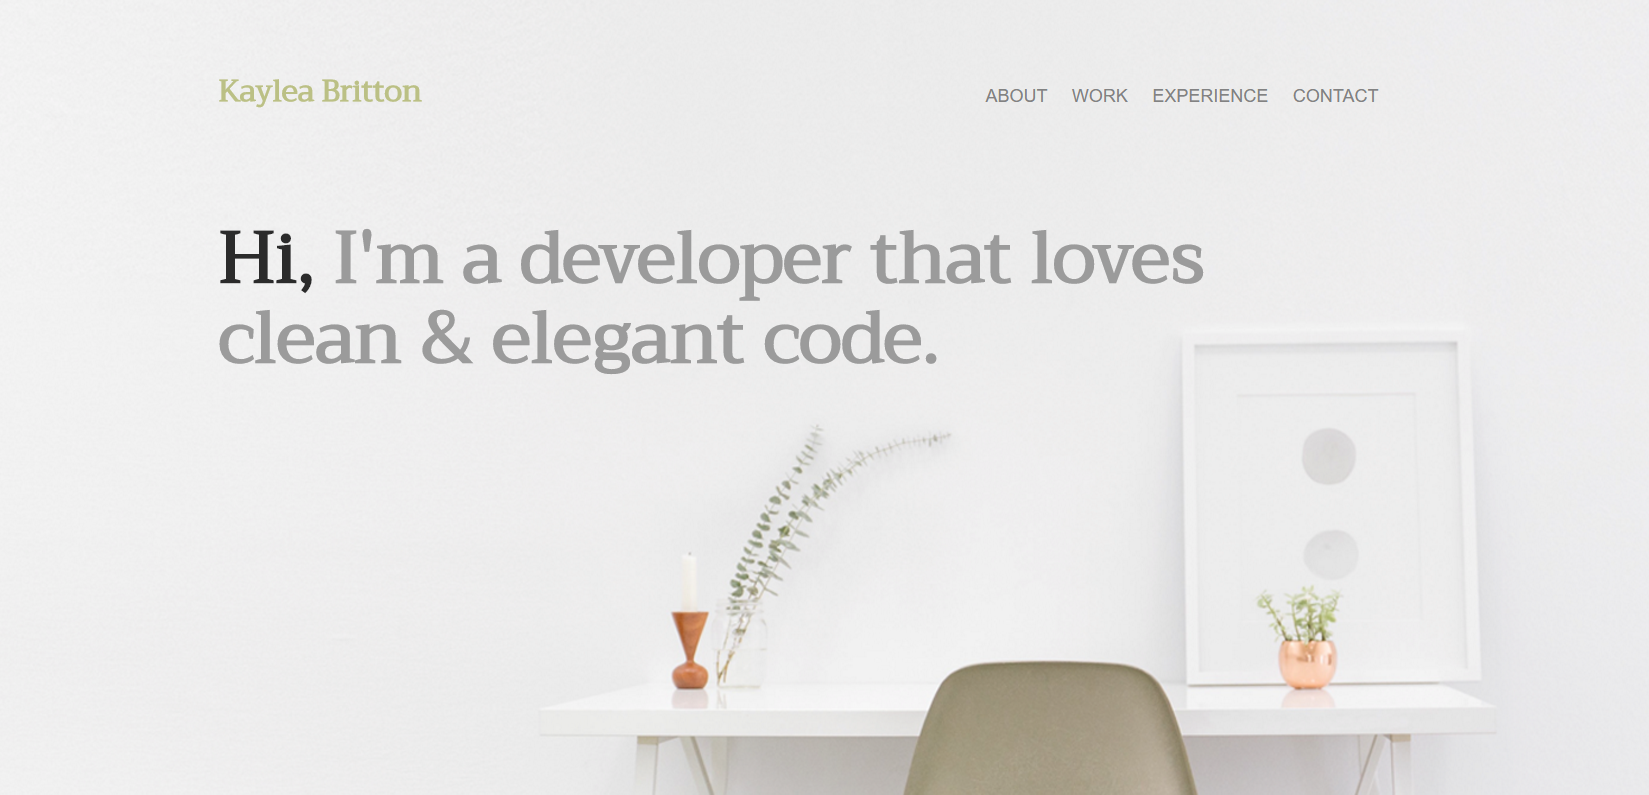 Kaylea Britton
ABOUT WORK EXPERIENCE CONTACT
Hi, I'm a developer that loves
clean & elegant code.